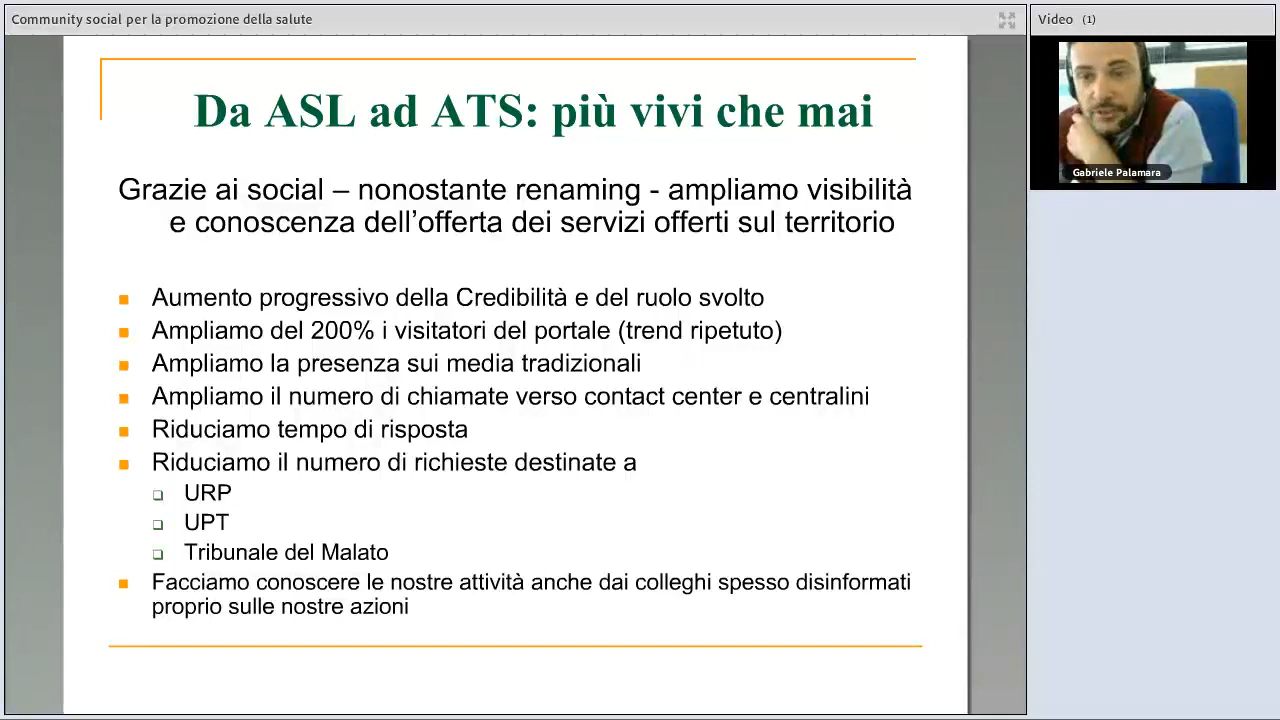 Community social per la promozione della salute
Video (1)
Gabriele Palamara
Da ASL ad ATS: più vivi che mai
Grazie ai social – nonostante renaming - ampliamo visibilità
e conoscenza dell’offerta dei servizi offerti sul territorio
Aumento progressivo della Credibilità e del ruolo svolto
Ampliamo del 200% i visitatori del portale (trend ripetuto)
Ampliamo la presenza sui media tradizionali
Ampliamo il numero di chiamate verso contact center e centralini
Riduciamo tempo di risposta
Riduciamo il numero di richieste destinate a
URP
UPT
Tribunale del Malato
Facciamo conoscere le nostre attività anche dai colleghi spesso disinformati
proprio sulle nostre azioni